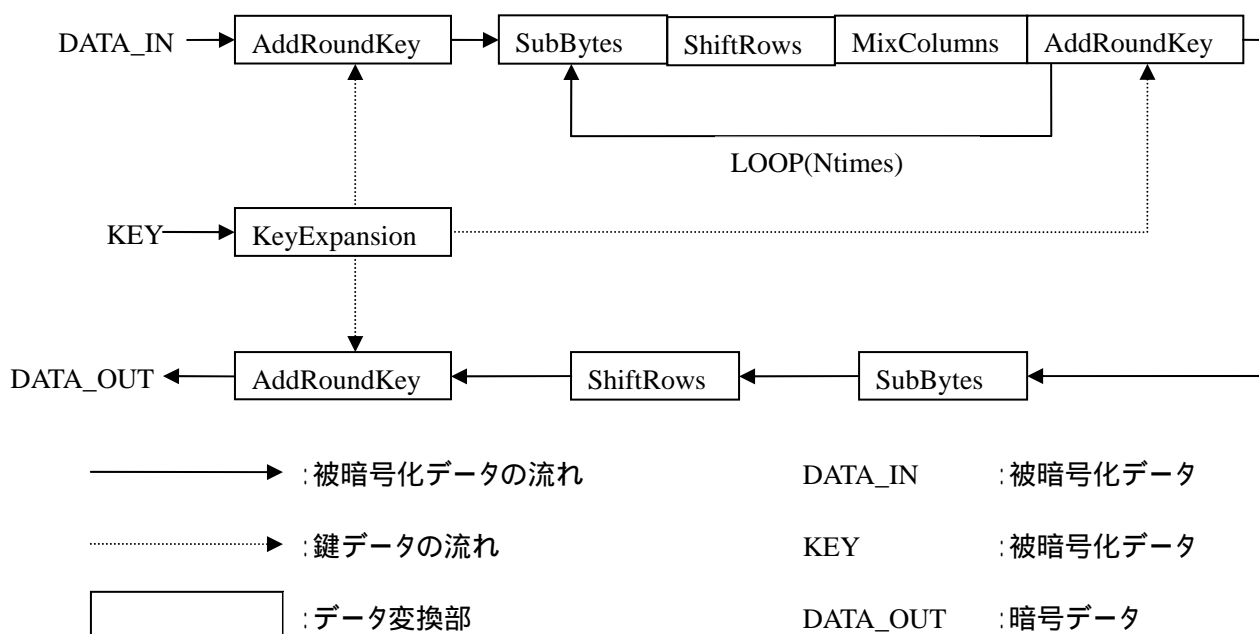 DATA_IN AddRoundKey SubBytes ShiftRows MixColumns AddRoundKey
LOOP(Ntimes)
KEY KeyExpansion
DATA_OUT AddRoundKey ShiftRows SubBytes
:被暗号化データの流れ DATA_IN :被暗号化データ
:鍵データの流れ KEY :被暗号化データ
:データ変換部 DATA_OUT :暗号データ